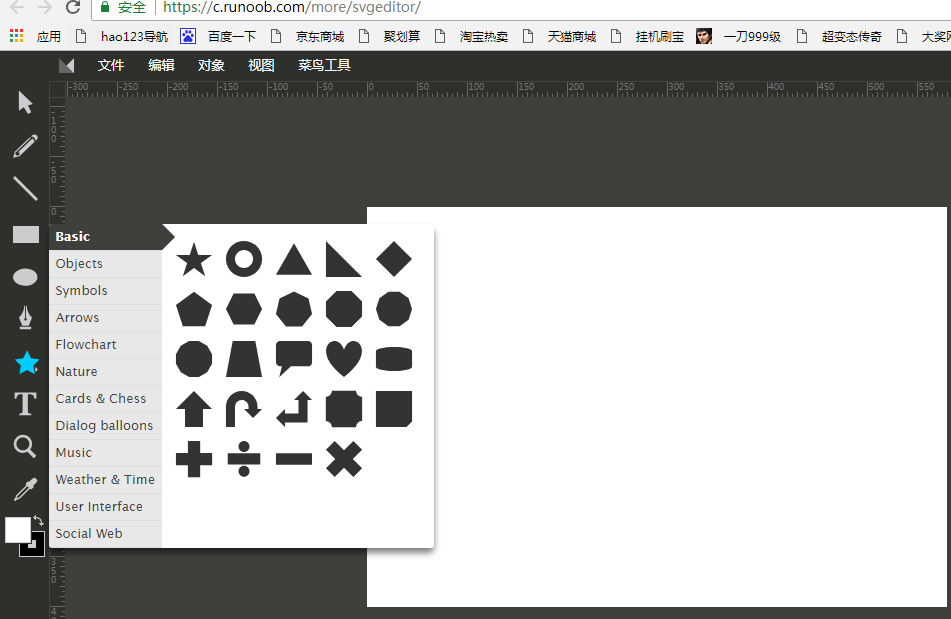 安全 https://c.runoob.com/more/svgeditor/
应用 hao123导航 百度一下 京东商城 聚划算 淘宝热卖 天猫商城 挂机刷宝 一刀999级 超变态传奇 大奖
文件 编辑 对象 视图 菜鸟工具
-300 -250 -200 -150 -100 -50 0 50 100 150 200 250 300 350 400 450 500 550
-100
-50
0
Basic
Objects
Symbols
Arrows
Flowchart
Nature
Cards & Chess
Dialog balloons
Music
Weather & Time
User Interface
Social Web
T
350
4